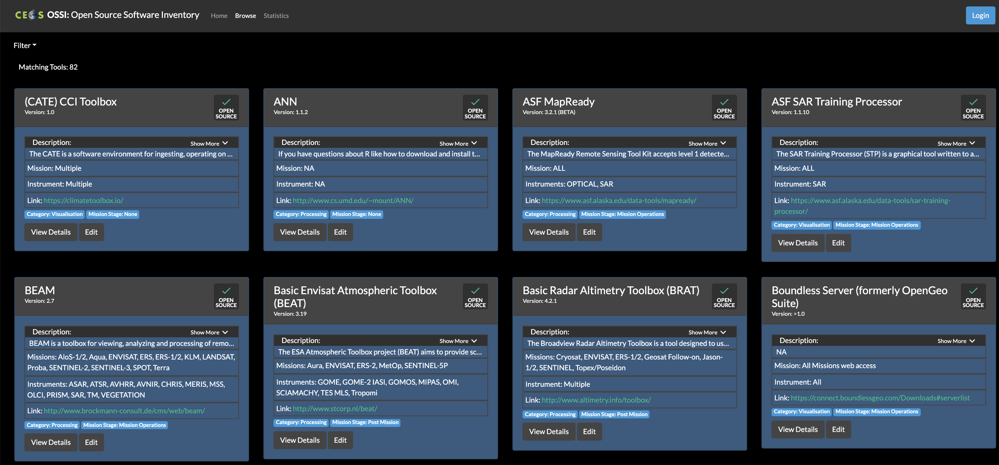 CEOS OSSI: Open Source Software Inventory Home Browse Statistics Login
Filter
Matching Tools: 82
(CATE) CCI Toolbox
Version: 1.0
OPEN
SOURCE
Description: Show More
The CATE is a software environment for ingesting, operating on ...
Mission: Multiple
Instrument: Multiple
Link: https://climatetoolbox.io/
Category: Visualisation Mission Stage: None
View Details Edit
ANN
Version: 1.1.2
OPEN
SOURCE
Description: Show More
If you have questions about R like how to download and install t...
Mission: NA
Instrument: NA
Link: http://www.cs.umd.edu/~mount/ANN/
Category: Processing Mission Stage: None
View Details Edit
ASF MapReady
Version: 3.2.1 (BETA)
OPEN
SOURCE
Description: Show More
The MapReady Remote Sensing Tool Kit accepts level 1 detecte...
Mission: ALL
Instruments: OPTICAL, SAR
Link: https://www.asf.alaska.edu/data-tools/mapready/
Category: Processing Mission Stage: Mission Operations
View Details Edit
ASF SAR Training Processor
Version: 1.1.10
OPEN
SOURCE
Description: Show More
The SAR Training Processor (STP) is a graphical tool written to a...
Mission: ALL
Instrument: SAR
Link: https://www.asf.alaska.edu/data-tools/sar-training-
processor/
Category: Visualisation Mission Stage: Mission Operations
View Details Edit
BEAM
Version: 2.7
OPEN
SOURCE
Description: Show More
BEAM is a toolbox for viewing, analyzing and processing of remo...
Missions: AloS-1/2, Aqua, ENVISAT, ERS, ERS-1/2, KLM, LANDSAT,
Proba, SENTINEL-2, SENTINEL-3, SPOT, Terra
Instruments: ASAR, ATSR, AVHRR, AVNIR, CHRIS, MERIS, MSS,
OLCI, PRISM, SAR, TM, VEGETATION
Link: http://www.brockmann-consult.de/cms/web/beam/
Category: Processing Mission Stage: Mission Operations
View Details Edit
Basic Envisat Atmospheric Toolbox
(BEAT)
Version: 3.19
OPEN
SOURCE
Description: Show More
The ESA Atmospheric Toolbox project (BEAT) aims to provide sc...
Missions: Aura, ENVISAT, ERS-2, MetOp, SENTINEL-5P
Instruments: GOME, GOME-2 IASI, GOMOS, MIPAS, OMI,
SCIAMACHY, TES MLS, Tropomi
Link: http://www.stcorp.nl/beat/
Category: Processing Mission Stage: Post Mission
View Details Edit
Basic Radar Altimetry Toolbox (BRAT)
Version: 4.2.1
OPEN
SOURCE
Description: Show More
The Broadview Radar Altimetry Toolbox is a tool designed to us...
Missions: Cryosat, ENVISAT, ERS-1/2, Geosat Follow-on, Jason-
1/2, SENTINEL, Topex/Poseidon
Instrument: Multiple
Link: http://www.altimetry.info/toolbox/
Category: Processing Mission Stage: Post Mission
View Details Edit
Boundless Server (formerly OpenGeo
Suite)
Version: >1.0
OPEN
SOURCE
Description: Show More
NA
Mission: All Missions web access
Instrument: All
Link: https://connect.boundlessgeo.com/Downloads#serverlist
Category: Visualisation Mission Stage: Mission Operations
View Details Edit